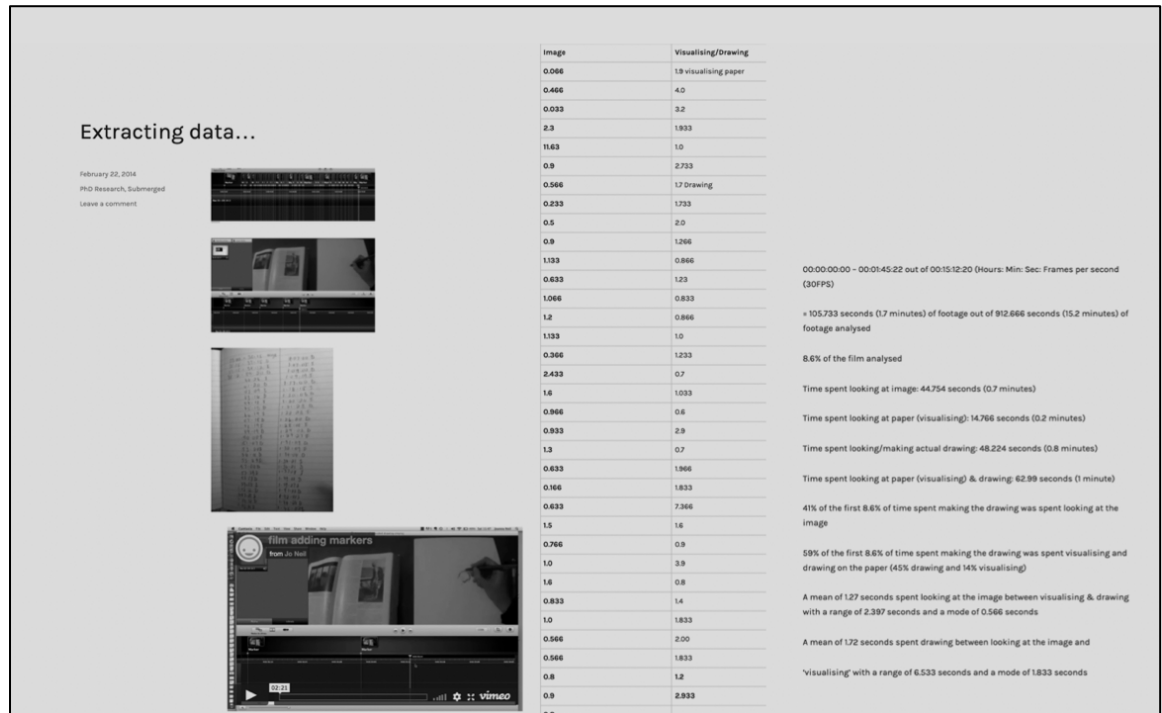 Extracting data...
February 22, 2014
PhD Research, Submerged
Leave a comment
film adding markers
from Jo Neil
02:21
vimeo
Image Visualising/Drawing
0.066 1.9 visualising paper
0.466 4.0
0.033 3.2
2.3 1.933
11.63 1.0
0.9 2.733
0.566 1.7 Drawing
0.233 1.733
0.5 2.0
0.9 1.266
1.133 0.866
0.633 1.23
1.066 0.833
1.2 0.866
1.133 1.0
0.366 1.233
2.433 0.7
1.6 1.033
0.966 0.6
0.933 2.9
1.3 0.7
0.633 1.966
0.166 1.833
0.633 7.366
1.5 1.6
0.766 0.9
1.0 3.9
1.6 0.8
0.833 1.4
1.0 1.833
0.566 2.00
0.566 1.833
0.8 1.2
0.9 2.933
00:00:00:00 – 00:01:45:22 out of 00:15:12:20 (Hours: Min: Sec: Frames per second
(30FPS)
= 105.733 seconds (1.7 minutes) of footage out of 912.666 seconds (15.2 minutes) of
footage analysed
8.6% of the film analysed
Time spent looking at image: 44.754 seconds (0.7 minutes)
Time spent looking at paper (visualising): 14.766 seconds (0.2 minutes)
Time spent looking/making actual drawing: 48.224 seconds (0.8 minutes)
Time spent looking at paper (visualising) & drawing: 62.99 seconds (1 minute)
41% of the first 8.6% of time spent making the drawing was spent looking at the
image
59% of the first 8.6% of time spent making the drawing was spent visualising and
drawing on the paper (45% drawing and 14% visualising)
A mean of 1.27 seconds spent looking at the image between visualising & drawing
with a range of 2.397 seconds and a mode of 0.566 seconds
A mean of 1.72 seconds spent drawing between looking at the image and
'visualising' with a range of 6.533 seconds and a mode of 1.833 seconds